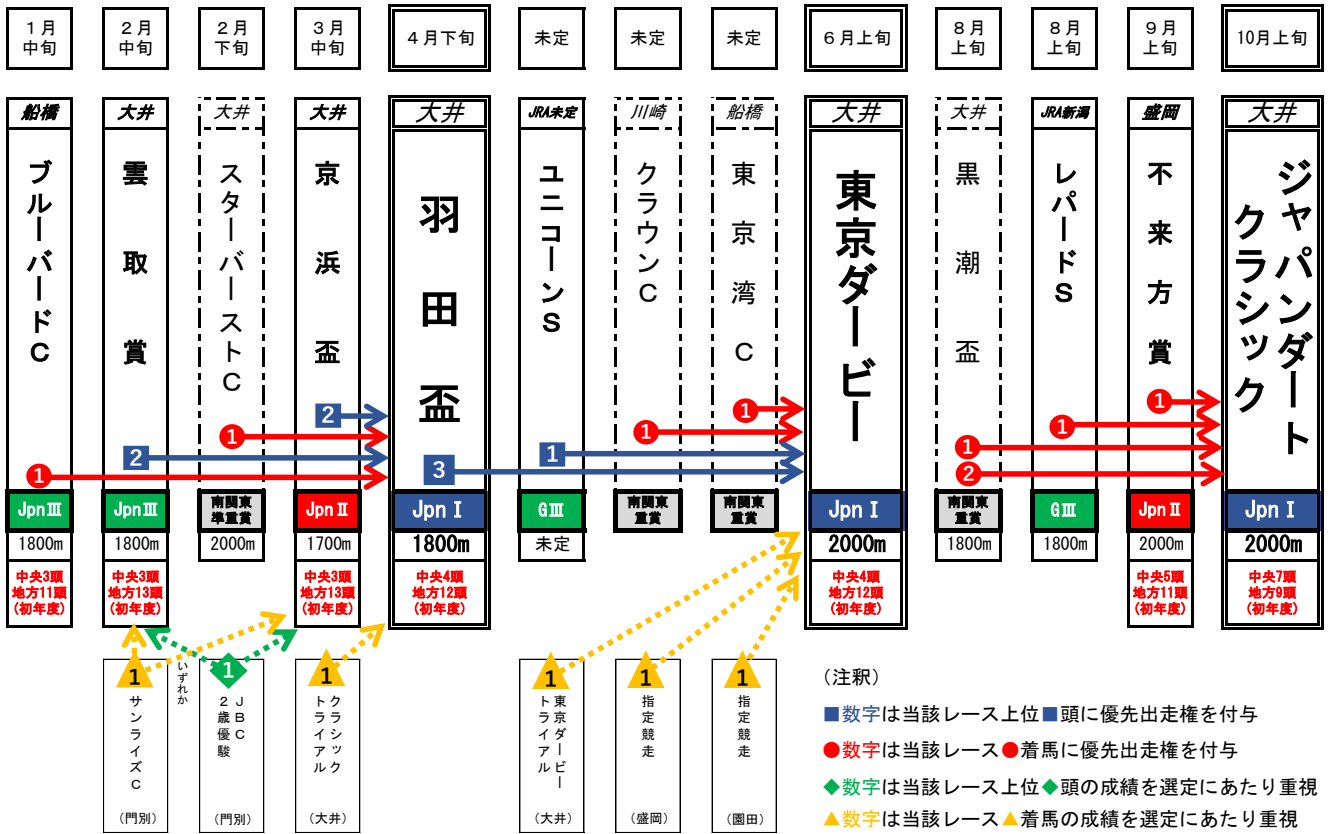 1月
中旬
2月
中旬
2月
下旬
3月
中旬
4月下旬
未定
未定
未定
6月上旬
8月
上旬
8月
上旬
9月
上旬
10月上旬
船橋
大井
大井
大井
大井
JRA未定
川崎
船橋
大井
大井
JRA新潟
盛岡
大井
ブルーバードC
雲取賞
スターバーストC
京浜盃
羽田盃
ユニコーンS
クラウンC
東京湾C
東京ダービー
黒潮盃
レパードS
不来方賞
ジャパンダート
クラシック
2
1
2
1
3
1
1
1
1
1
1
2
JpnⅢ
JpnⅢ
南関東
準重賞
JpnⅡ
JpnⅠ
GⅢ
南関東
重賞
南関東
重賞
JpnⅠ
南関東
重賞
GⅢ
JpnⅡ
JpnⅠ
1800m
1800m
2000m
1700m
1800m
未定
2000m
1800m
1800m
2000m
2000m
中央3頭
地方11頭
(初年度)
中央3頭
地方13頭
(初年度)
中央3頭
地方13頭
(初年度)
中央4頭
地方12頭
(初年度)
中央4頭
地方12頭
(初年度)
中央5頭
地方11頭
(初年度)
中央7頭
地方9頭
(初年度)
1
サンライズC
(門別)
いずれか
1
JBC
2歳優駿
(門別)
1
クラシック
トライアル
(大井)
1
東京ダービー
トライアル
(大井)
1
指定競走
(盛岡)
1
指定競走
(園田)
(注釈)
■数字は当該レース上位■頭に優先出走権を付与
●数字は当該レース●着馬に優先出走権を付与
◆数字は当該レース上位◆頭の成績を選定にあたり重視
▲数字は当該レース▲着馬の成績を選定にあたり重視